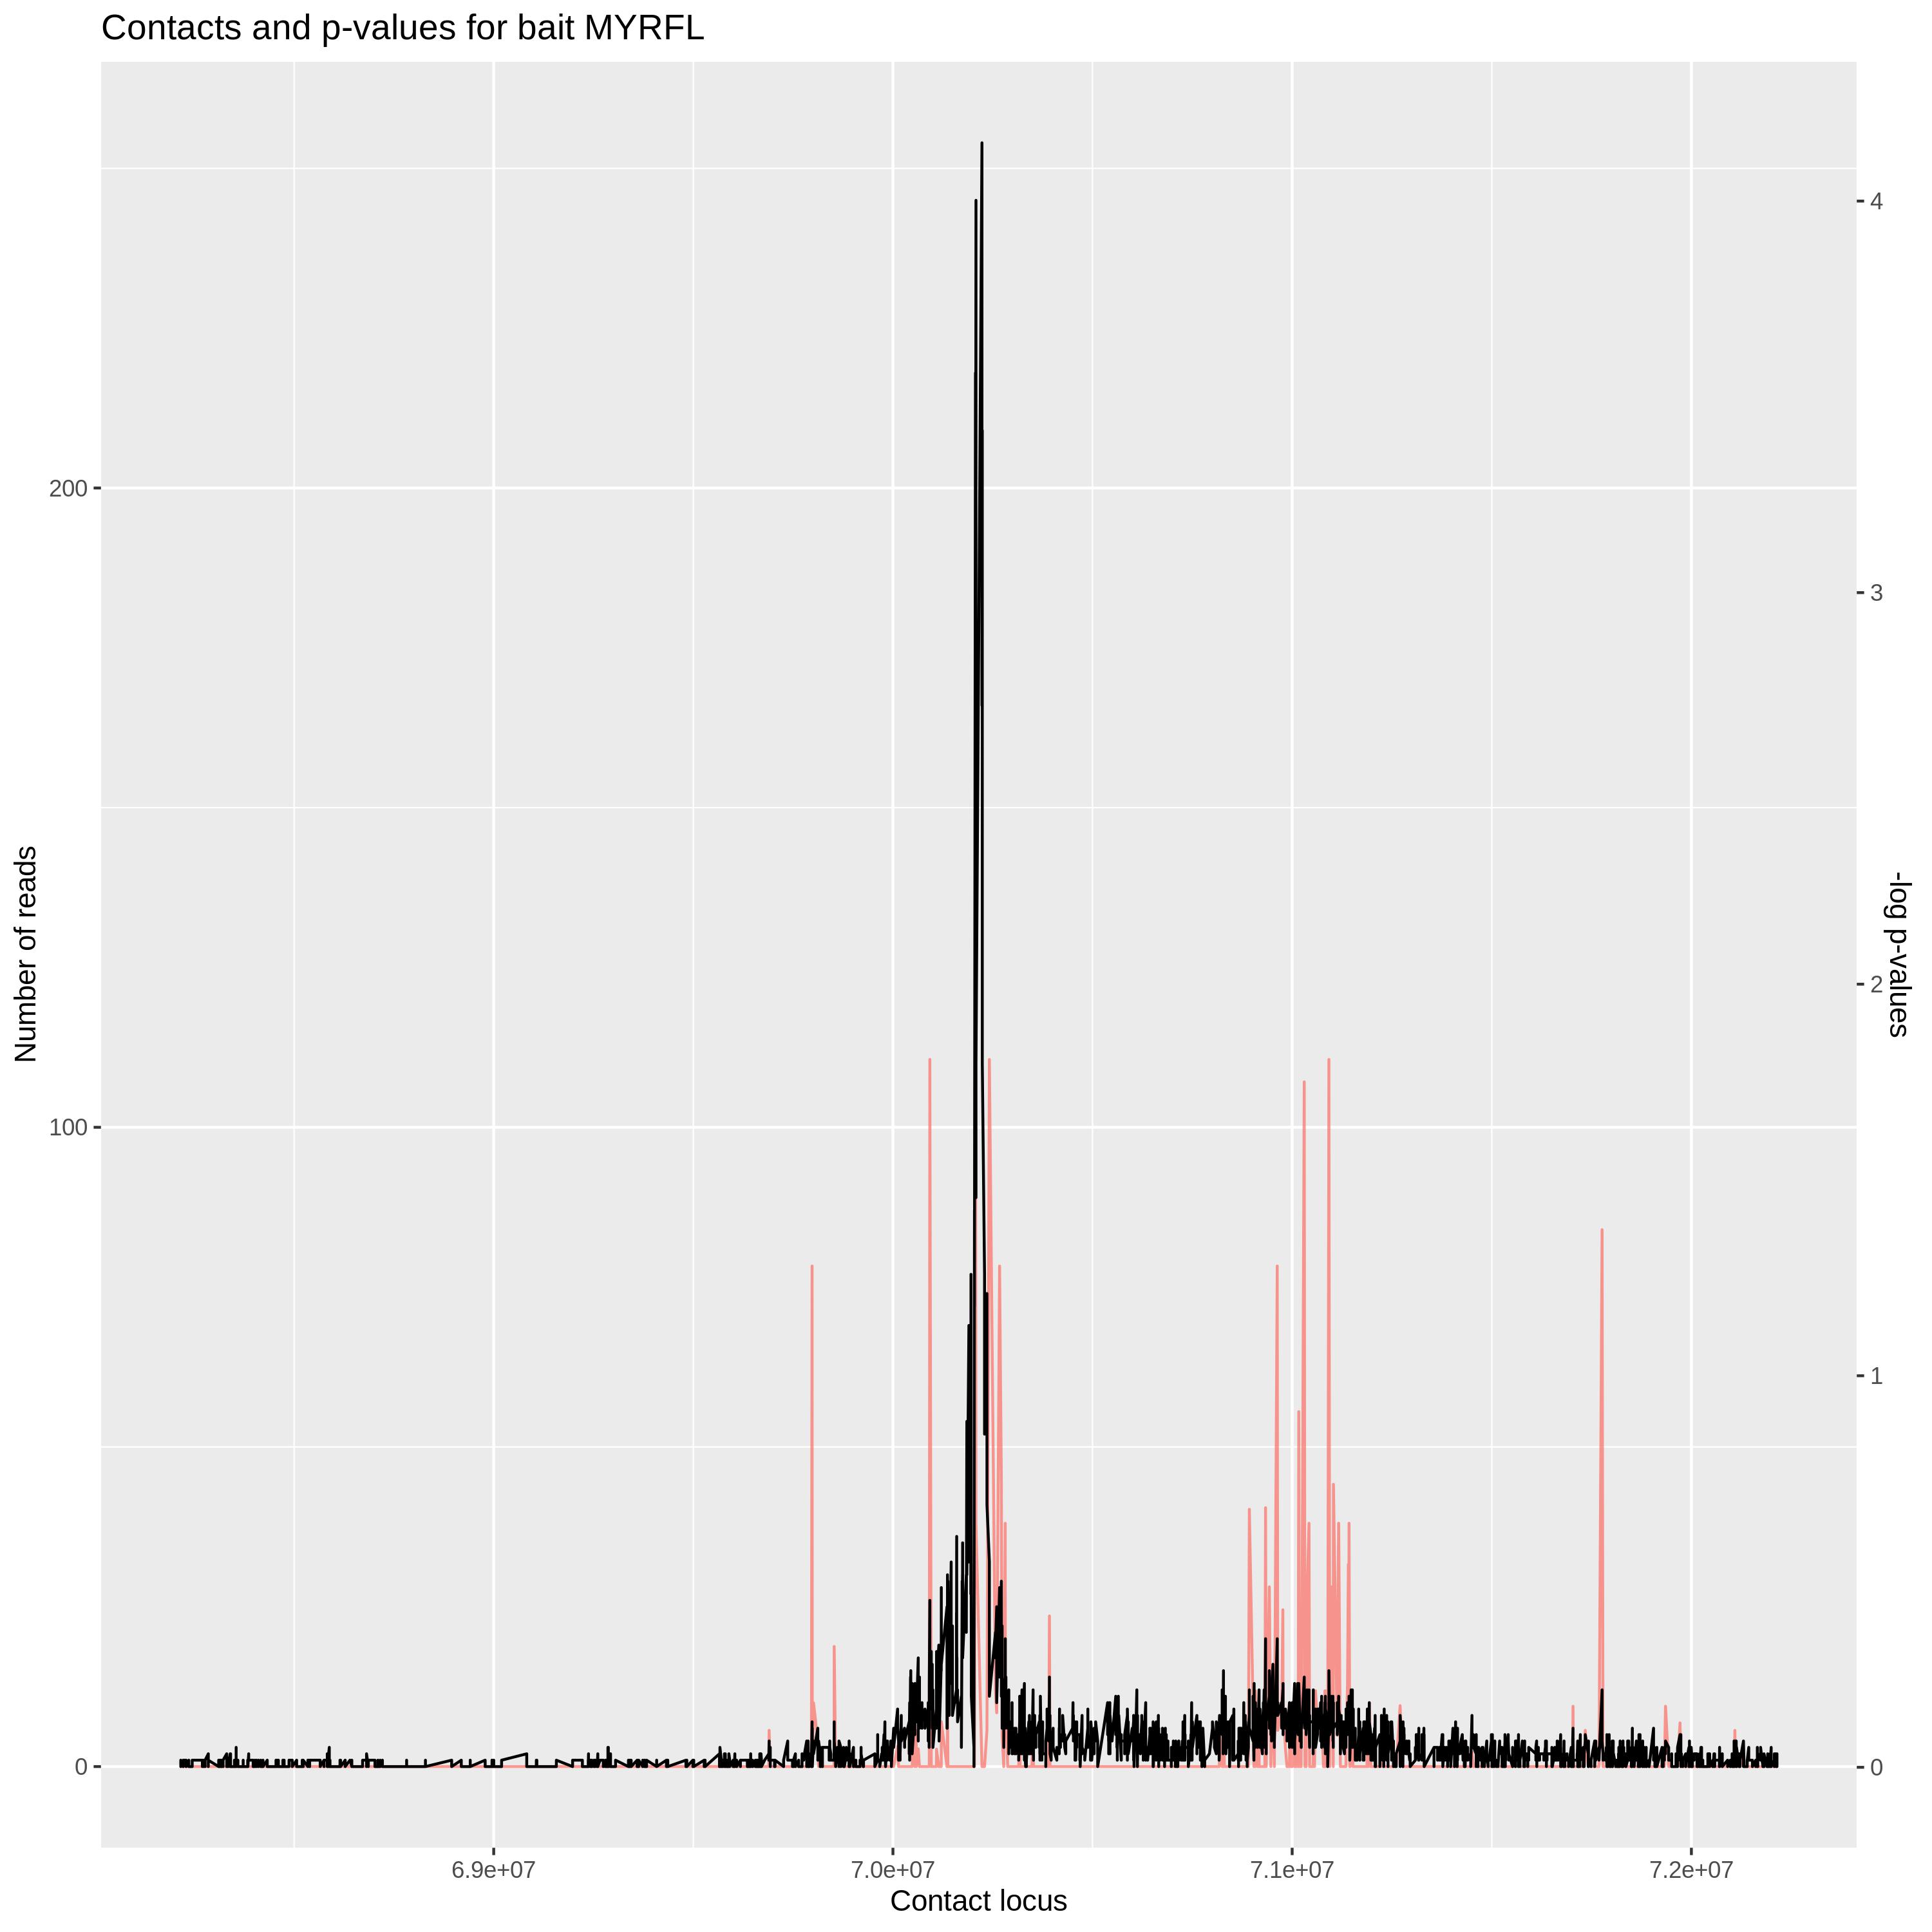 Contacts and p-values for bait MYRFL
Number of reads
200
100
0
4
3
2
1
0
-log p-values
6.9e+07
7.0e+07
7.1e+07
7.2e+07
Contact locus